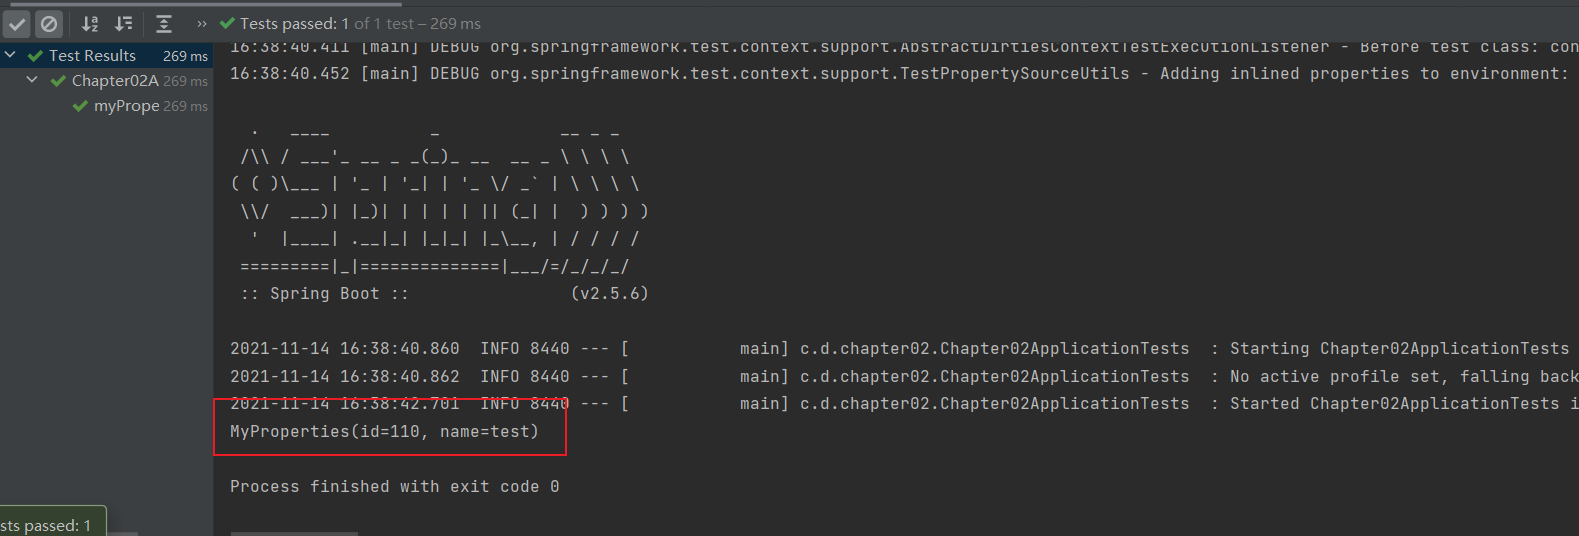 Tests passed: 1 of 1 test – 269 ms
Test Results 269 ms
Chapter02A 269 ms
myPrope 269 ms
16:38:40.411 [main] DEBUG org.springframework.test.context.support.AbstractDirtiesContextTestExecutionListener - Before test class: con
16:38:40.452 [main] DEBUG org.springframework.test.context.support.TestPropertySourceUtils - Adding inlined properties to environment:
  .   ____          _            __ _ _
 /\\ / ___'_ __ _ _(_)_ __  __ _ \ \ \ \
( ( )\___ | '_ | '_| | '_ \/ _` | \ \ \ \
 \\/  ___)| |_)| | | | | || (_| |  ) ) ) )
  '  |____| .__|_| |_|_| |_\__, | / / / /
 =========|_|==============|___/=/_/_/_/
 :: Spring Boot ::                (v2.5.6)
2021-11-14 16:38:40.860  INFO 8440 --- [           main] c.d.chapter02.Chapter02ApplicationTests  : Starting Chapter02ApplicationTests
2021-11-14 16:38:40.862  INFO 8440 --- [           main] c.d.chapter02.Chapter02ApplicationTests  : No active profile set, falling back
2021-11-14 16:38:42.701  INFO 8440 --- [           main] c.d.chapter02.Chapter02ApplicationTests  : Started Chapter02ApplicationTests i
MyProperties(id=110, name=test)
Process finished with exit code 0
sts passed: 1